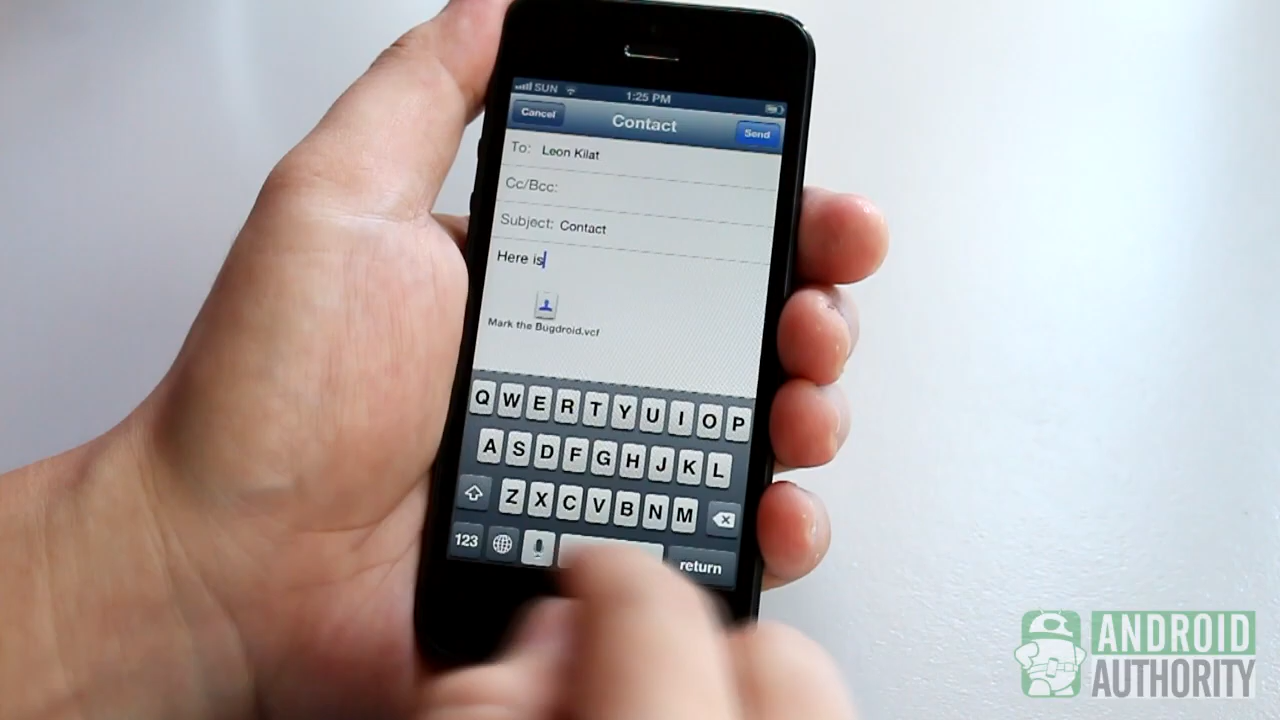 SUN 1:25 PM
Cancel Contact Send
To: Leon Kilat
Cc/Bcc:
Subject: Contact
Here is
Mark the Bugdroid.vcf
Q W E R T Y U I O P
A S D F G H J K L
Z X C V B N M
123 return
ANDROID
AUTHORITY